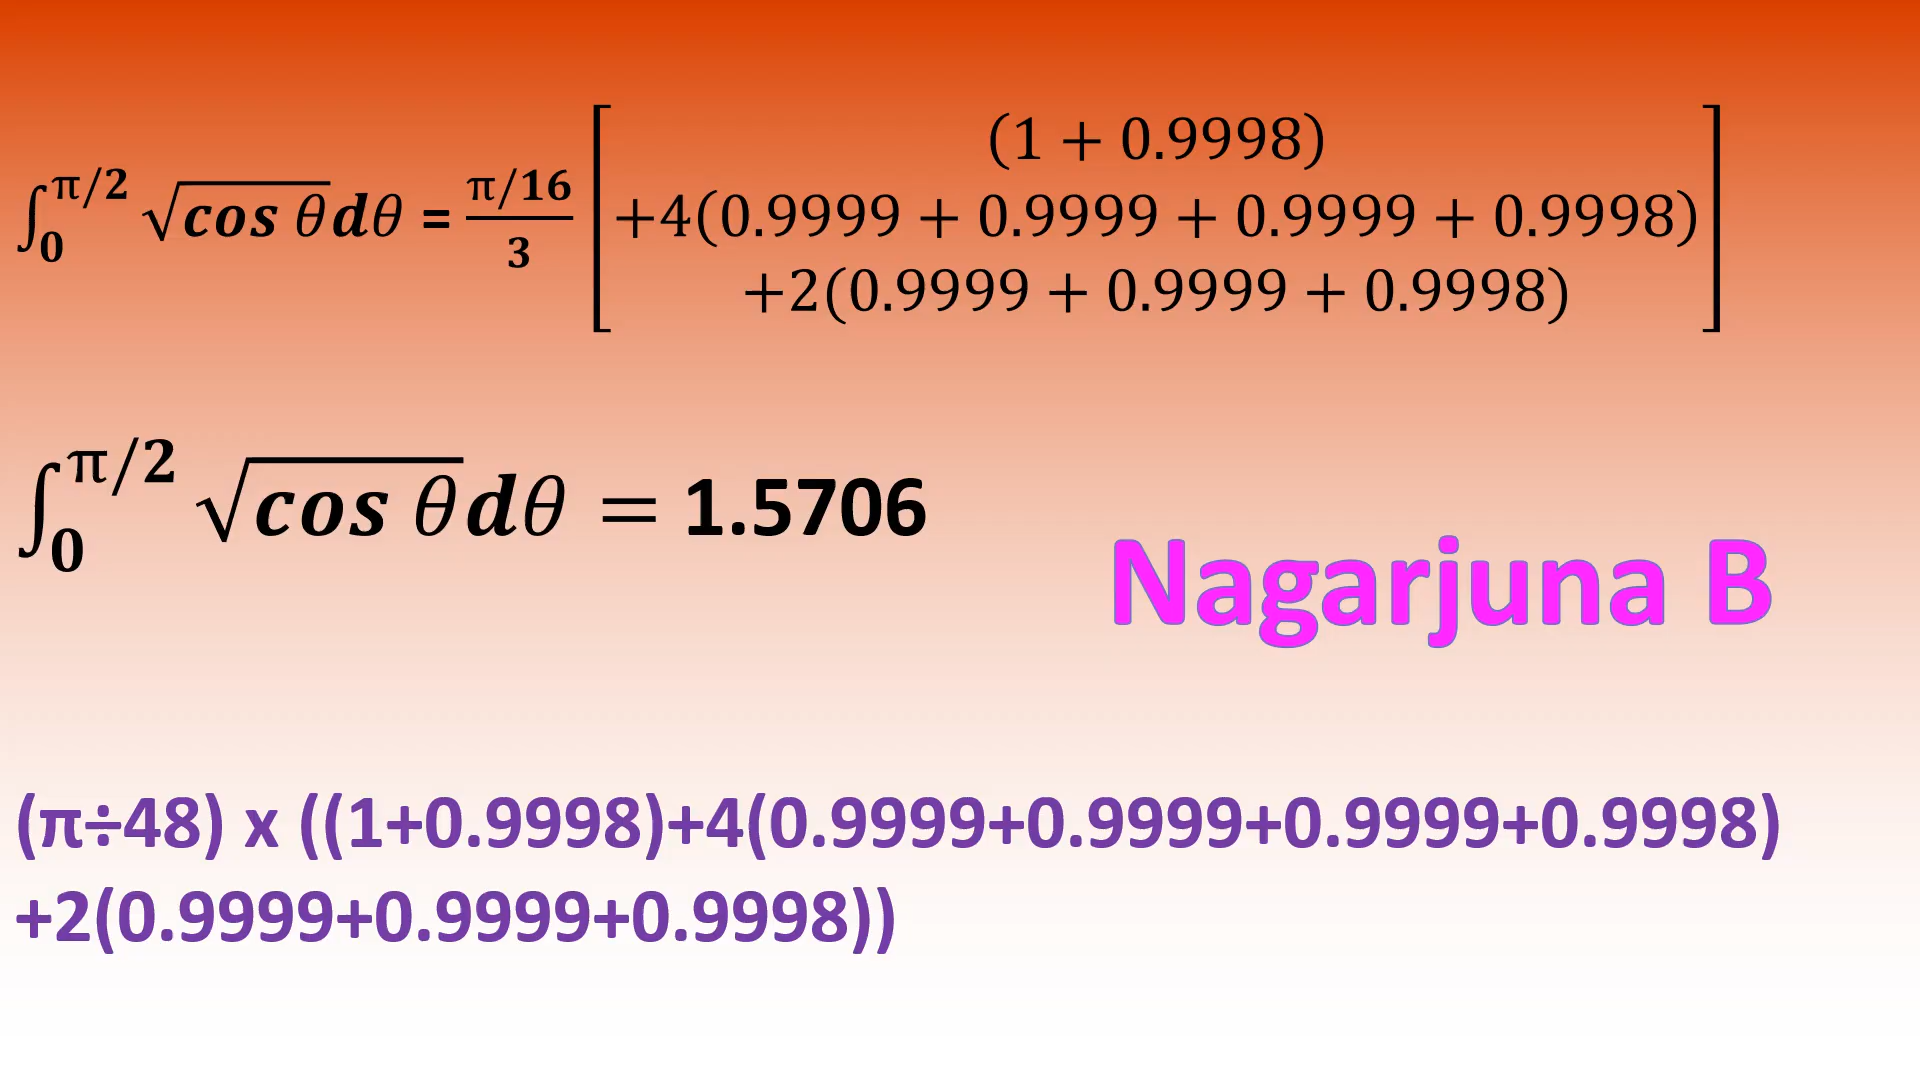 ∫₀^π/2 √cos θ dθ = (π/16)/3 [(1 + 0.9998)
+4(0.9999 + 0.9999 + 0.9999 + 0.9998)
+2(0.9999 + 0.9999 + 0.9998)]
∫₀^π/2 √cos θ dθ = 1.5706
Nagarjuna B
(π÷48) x ((1+0.9998)+4(0.9999+0.9999+0.9999+0.9998)
+2(0.9999+0.9999+0.9998))